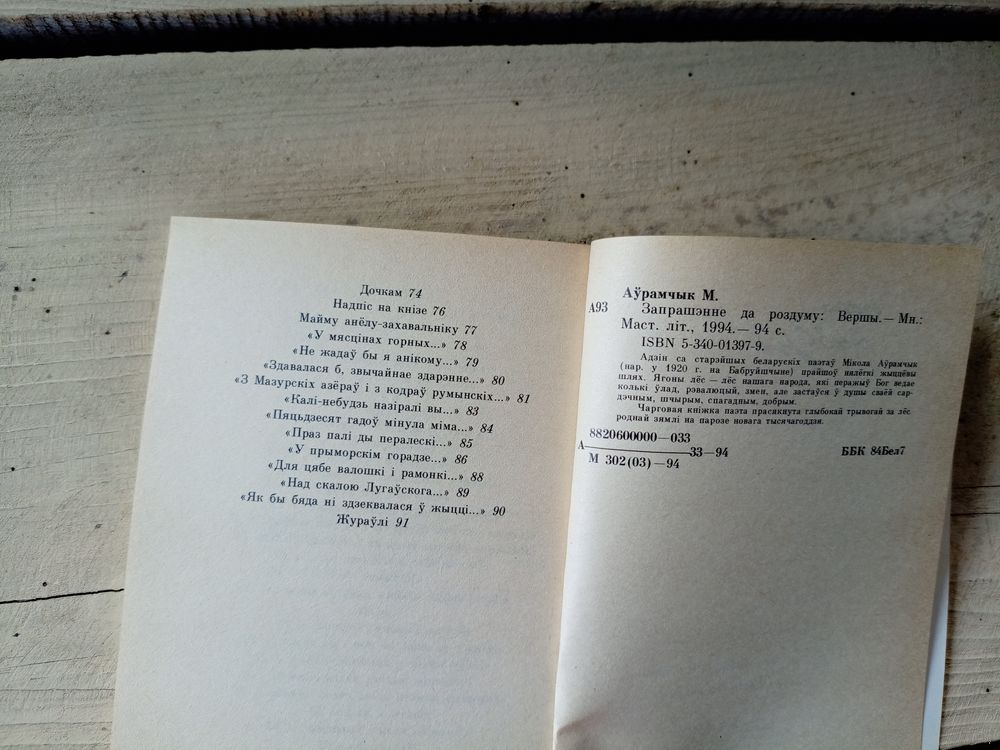 Дочкам 74
Надпіс на кнізе 76
Майму анёлу-захавальніку 77
«У мясцінах горных...» 78
«Не жадаў бы я анікому...» 79
«Здавалася б, звычайнае здарэнне...» 80
«З Мазурскіх азёраў і з кодраў румынскіх...» 81
«Калі-небудзь назіралі вы...» 83
«Пяцьдзесят гадоў мінула міма...» 84
«Праз палі ды пералескі...» 85
«У прыморскім горадзе...» 86
«Для цябе валошкі і рамонкі...» 88
«Над скалою Лугаўскога...» 89
«Як бы бяда ні здзеквалася ў жыцці...» 90
Жураўлі 91
Аўрамчык М.
А93 Запрашэнне да роздуму: Вершы.— Мн.:
Маст. літ., 1994.— 94 с.
ISBN 5-340-01397-9.
Адзін са старэйшых беларускіх паэтаў Мікола Аўрамчык
(нар. у 1920 г. на Бабруйшчыне) прайшоў нялёгкі жыццёвы
шлях. Ягоны лёс — лёс нашага народа, які перажыў Бог ведае
колькі ўлад, рэвалюцый, змен, але застаўся ў душы сваёй сар-
дэчным, шчырым, спагадным, добрым.
Чарговая кніжка паэта прасякнута глыбокай трывогай за лёс
роднай зямлі на парозе новага тысячагоддзя.
8820600000—033
А 33—94 ББК 84Бел7
М 302(03)—94